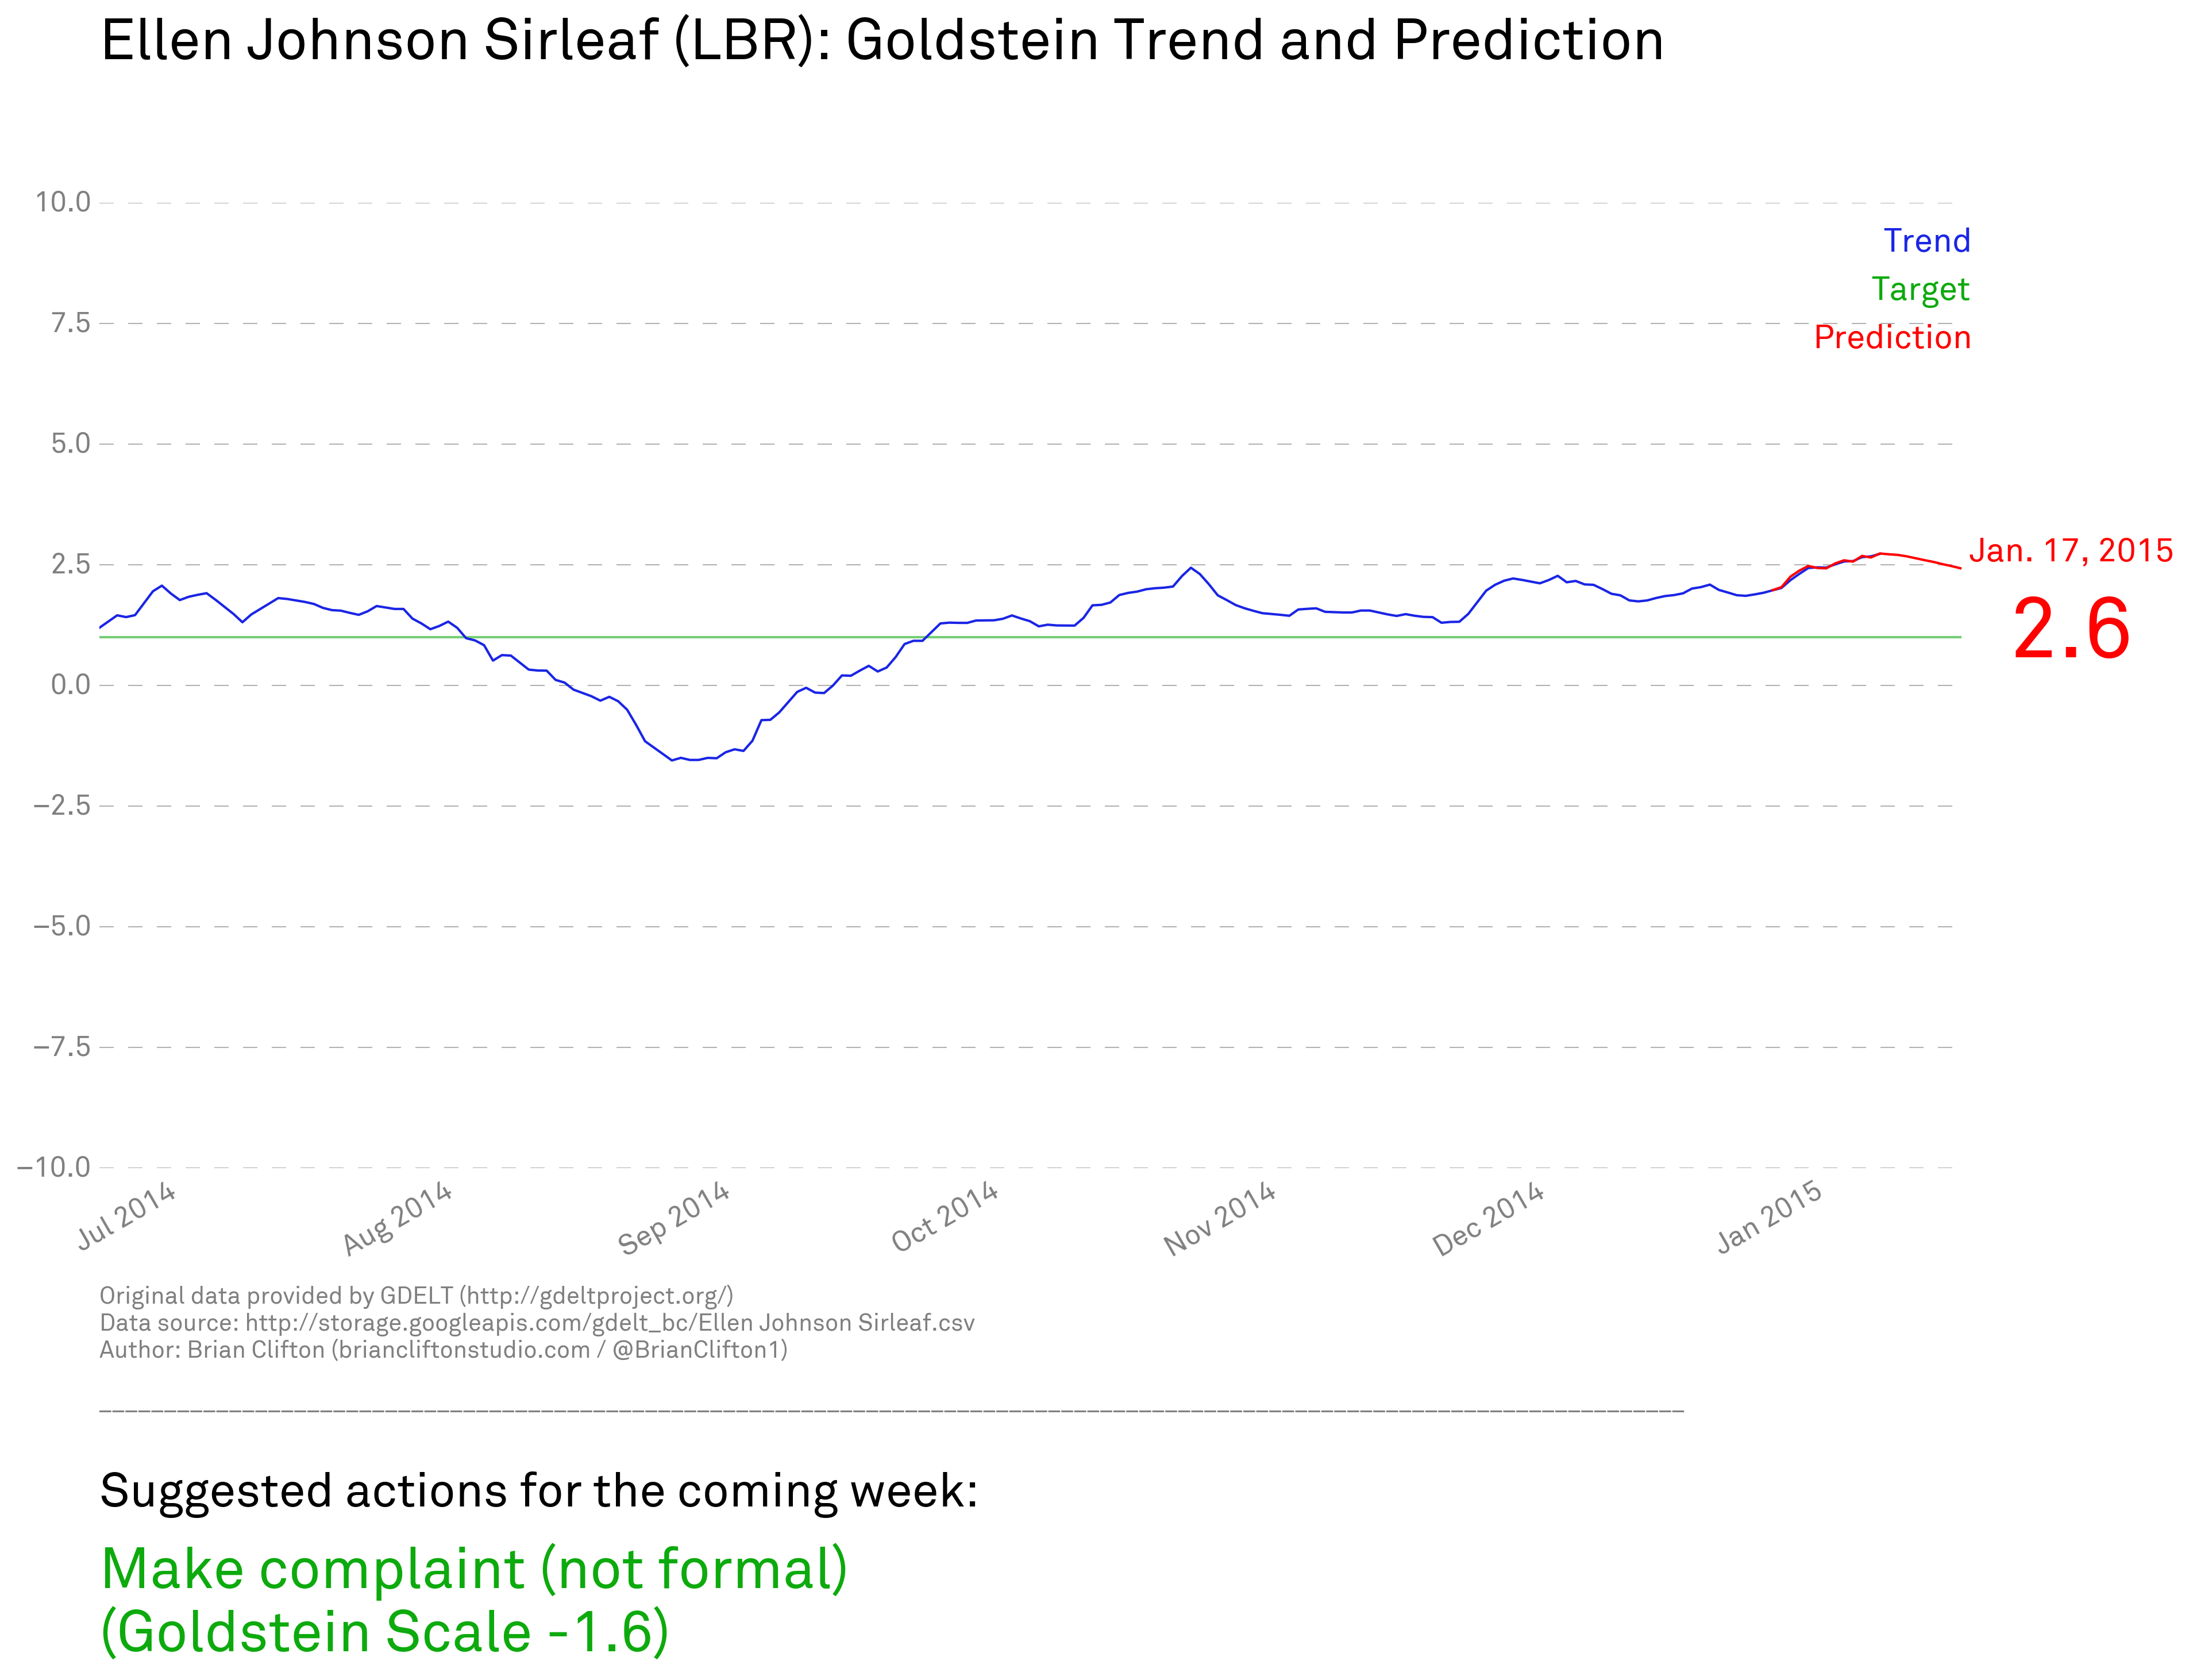 Ellen Johnson Sirleaf (LBR): Goldstein Trend and Prediction
10.0
Trend
Target
7.5
Prediction
5.0
2.5
Jan. 17, 2015
2.6
0.0
−2.5
−5.0
−7.5
−10.0
Jul 2014
Aug 2014
Sep 2014
Oct 2014
Nov 2014
Dec 2014
Jan 2015
Original data provided by GDELT (http://gdeltproject.org/)
Data source: http://storage.googleapis.com/gdelt_bc/Ellen Johnson Sirleaf.csv
Author: Brian Clifton (briancliftonstudio.com / @BrianClifton1)
Suggested actions for the coming week:
Make complaint (not formal)
(Goldstein Scale -1.6)